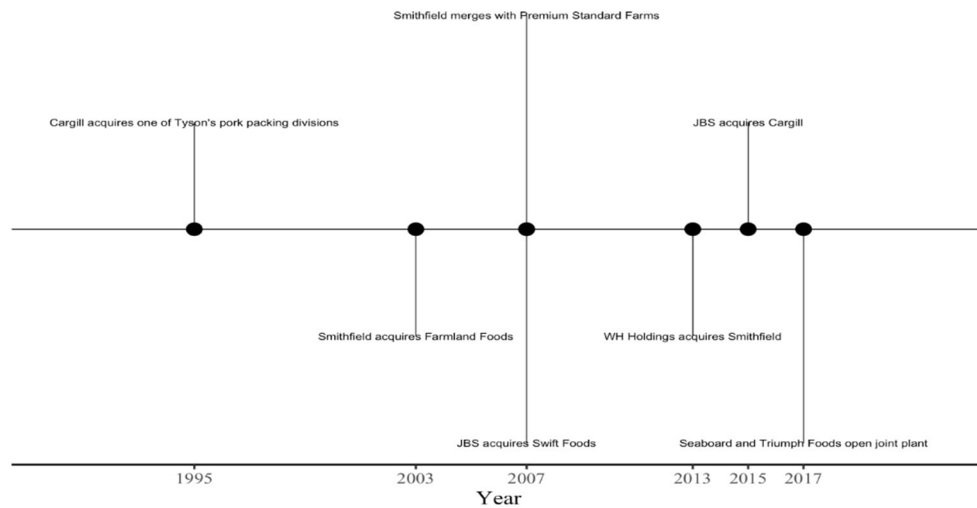 Smithfield merges with Premium Standard Farms
Cargill acquires one of Tyson's pork packing divisions
JBS acquires Cargill
Smithfield acquires Farmland Foods
WH Holdings acquires Smithfield
JBS acquires Swift Foods
Seaboard and Triumph Foods open joint plant
1995 2003 2007 2013 2015 2017
Year